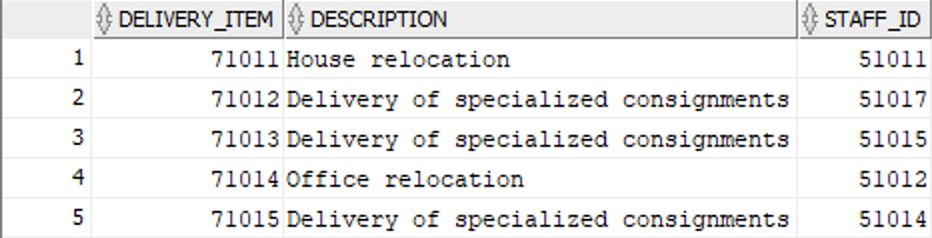 DELIVERY_ITEM DESCRIPTION STAFF_ID
1 71011 House relocation 51011
2 71012 Delivery of specialized consignments 51017
3 71013 Delivery of specialized consignments 51015
4 71014 Office relocation 51012
5 71015 Delivery of specialized consignments 51014